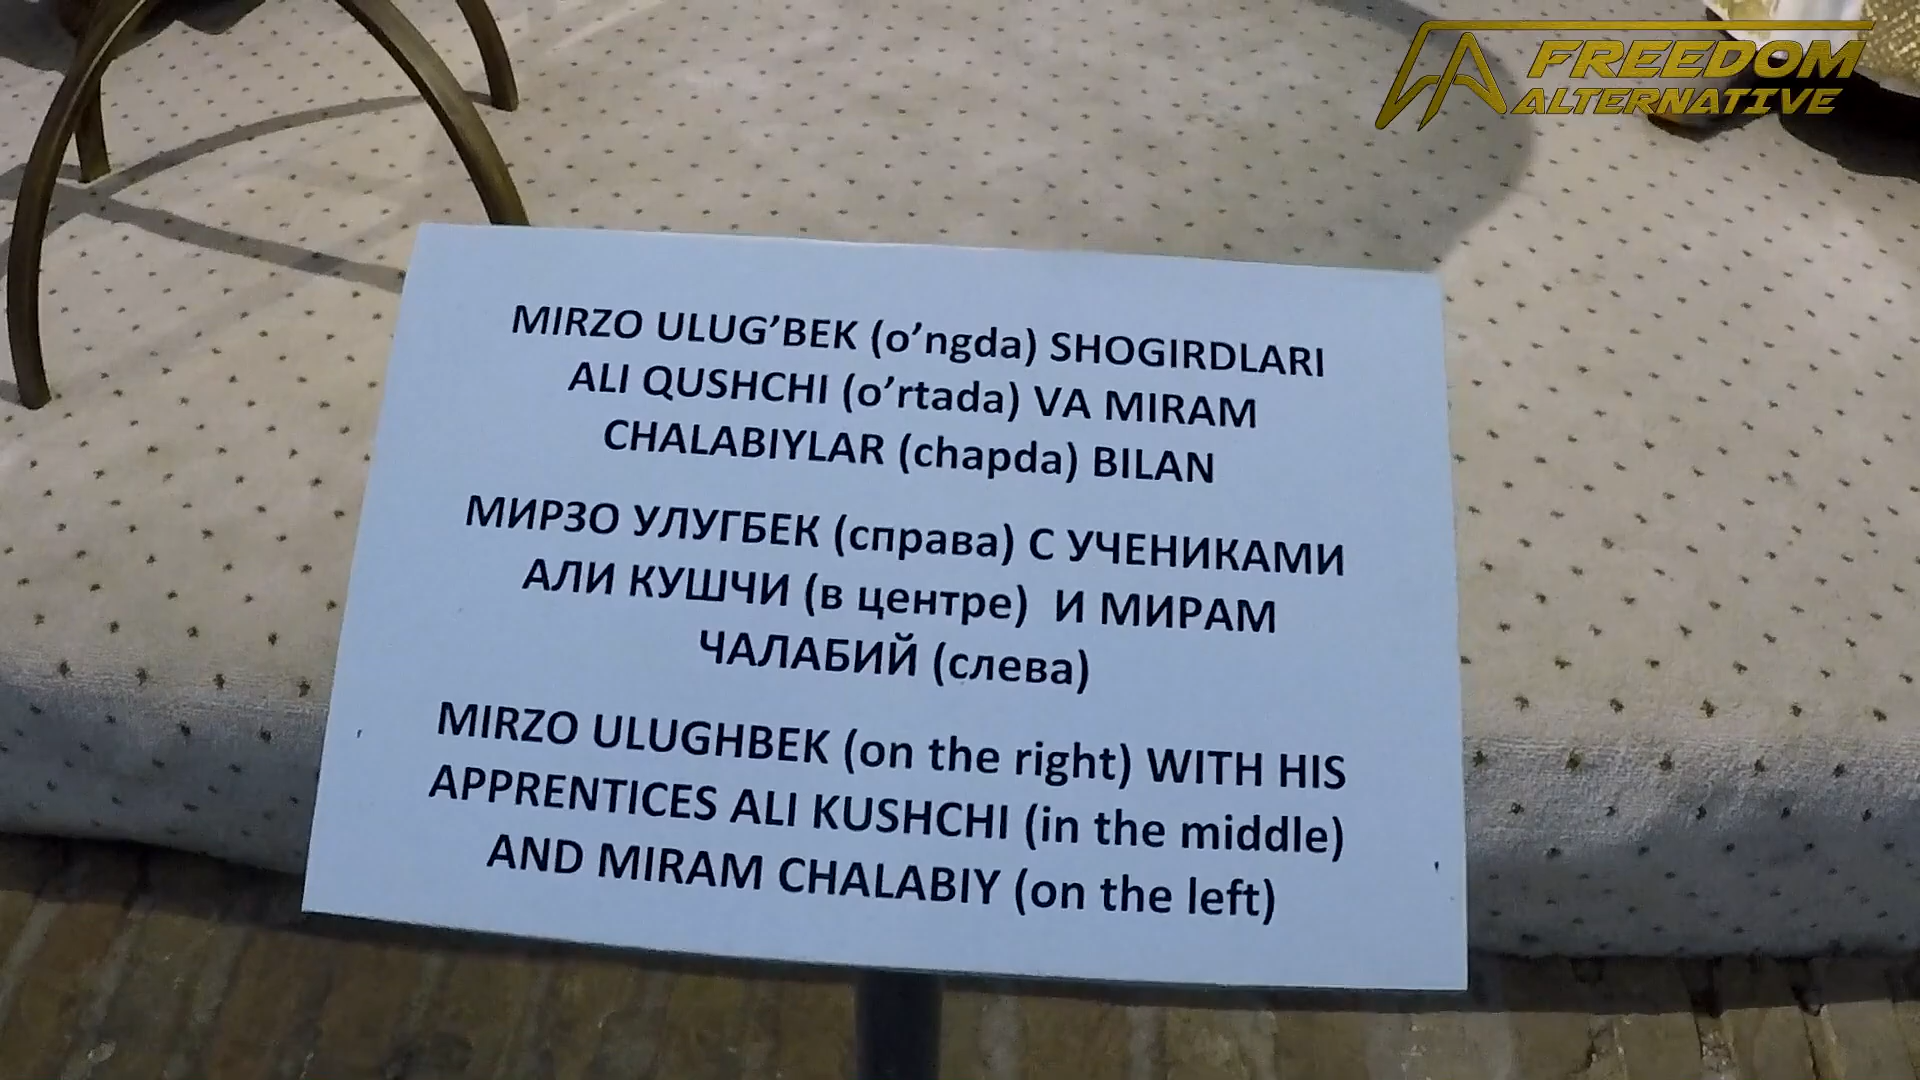 FREEDOM
ALTERNATIVE
MIRZO ULUG’BEK (o’ngda) SHOGIRDLARI
ALI QUSHCHI (o’rtada) VA MIRAM
CHALABIYLAR (chapda) BILAN
МИРЗО УЛУГБЕК (справа) С УЧЕНИКАМИ
АЛИ КУШЧИ (в центре) И МИРАМ
ЧАЛАБИЙ (слева)
MIRZO ULUGHBEK (on the right) WITH HIS
APPRENTICES ALI KUSHCHI (in the middle)
AND MIRAM CHALABIY (on the left)